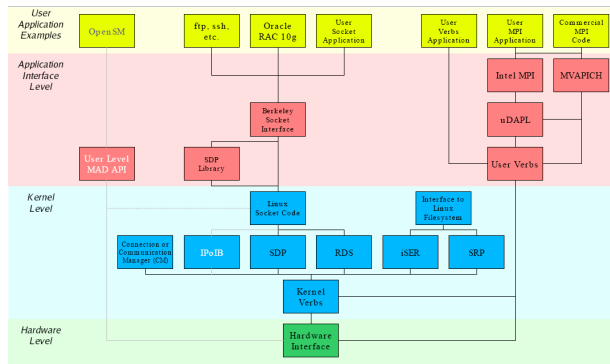 User
Application
Examples
OpenSM
ftp, ssh,
etc.
Oracle
RAC 10g
User
Socket
Application
User
Verbs
Application
User
MPI
Application
Commercial
MPI
Code
Application
Interface
Level
Intel MPI
MVAPICH
Berkeley
Socket
Interface
uDAPL
User Level
MAD API
SDP
Library
User Verbs
Kernel
Level
Linux
Socket Code
Interface to
Linux
Filesystem
Connection or
Communication
Manager (CM)
IPoIB
SDP
RDS
iSER
SRP
Kernel
Verbs
Hardware
Level
Hardware
Interface